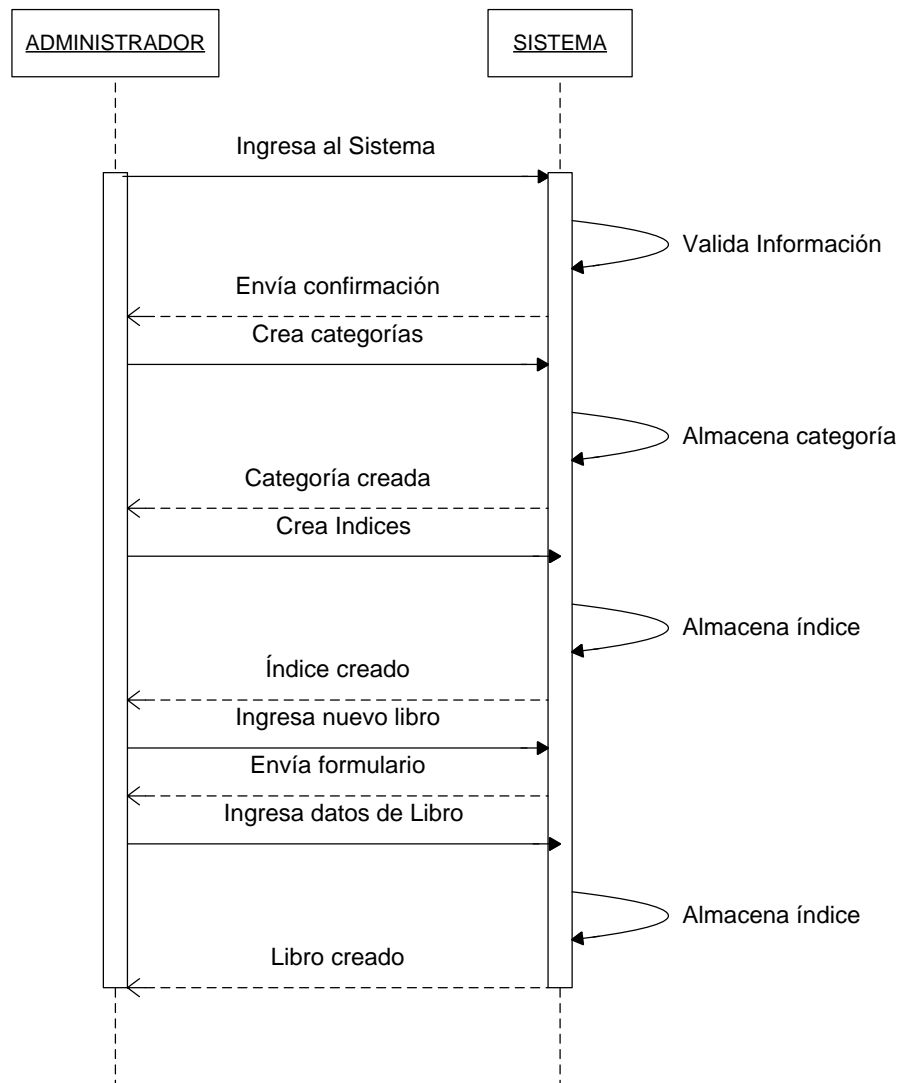 ADMINISTRADOR
SISTEMA
Ingresa al Sistema
Valida Información
Envía confirmación
Crea categorías
Almacena categoría
Categoría creada
Crea Indices
Almacena índice
Índice creado
Ingresa nuevo libro
Envía formulario
Ingresa datos de Libro
Almacena índice
Libro creado